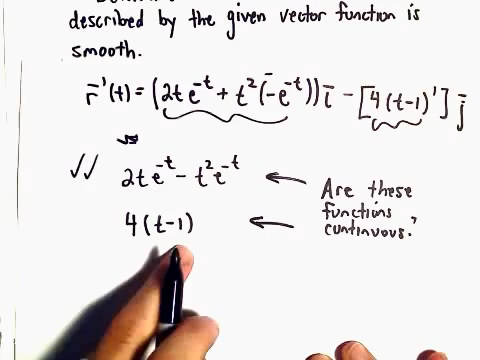 described by the given vector function is
smooth.
r̄'(t) = (2te^-t + t^2(-e^-t)) ī - [4(t-1)'] j̄
✓✓ 2te^-t - t^2e^-t ← Are these
functions
continuous?
4(t-1) ←